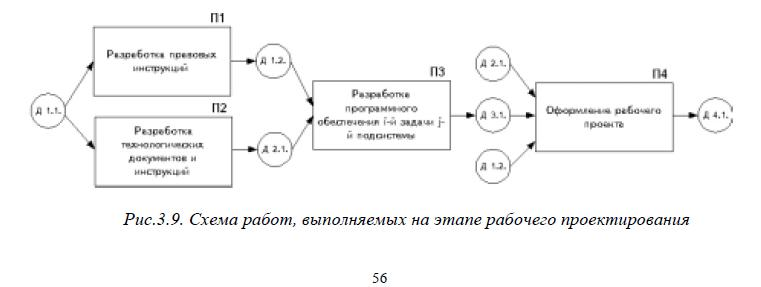 П1
Разработка правовых
инструкций
Д 1.1.
Д 1.2.
П2
Разработка
технологических
документов и
инструкций
Д 2.1.
П3
Разработка
программного
обеспечения i-й задачи j-
й подсистемы
Д 2.1.
Д 3.1.
Д 1.2.
П4
Оформление рабочего
проекта
Д 4.1.
Рис.3.9. Схема работ, выполняемых на этапе рабочего проектирования
56